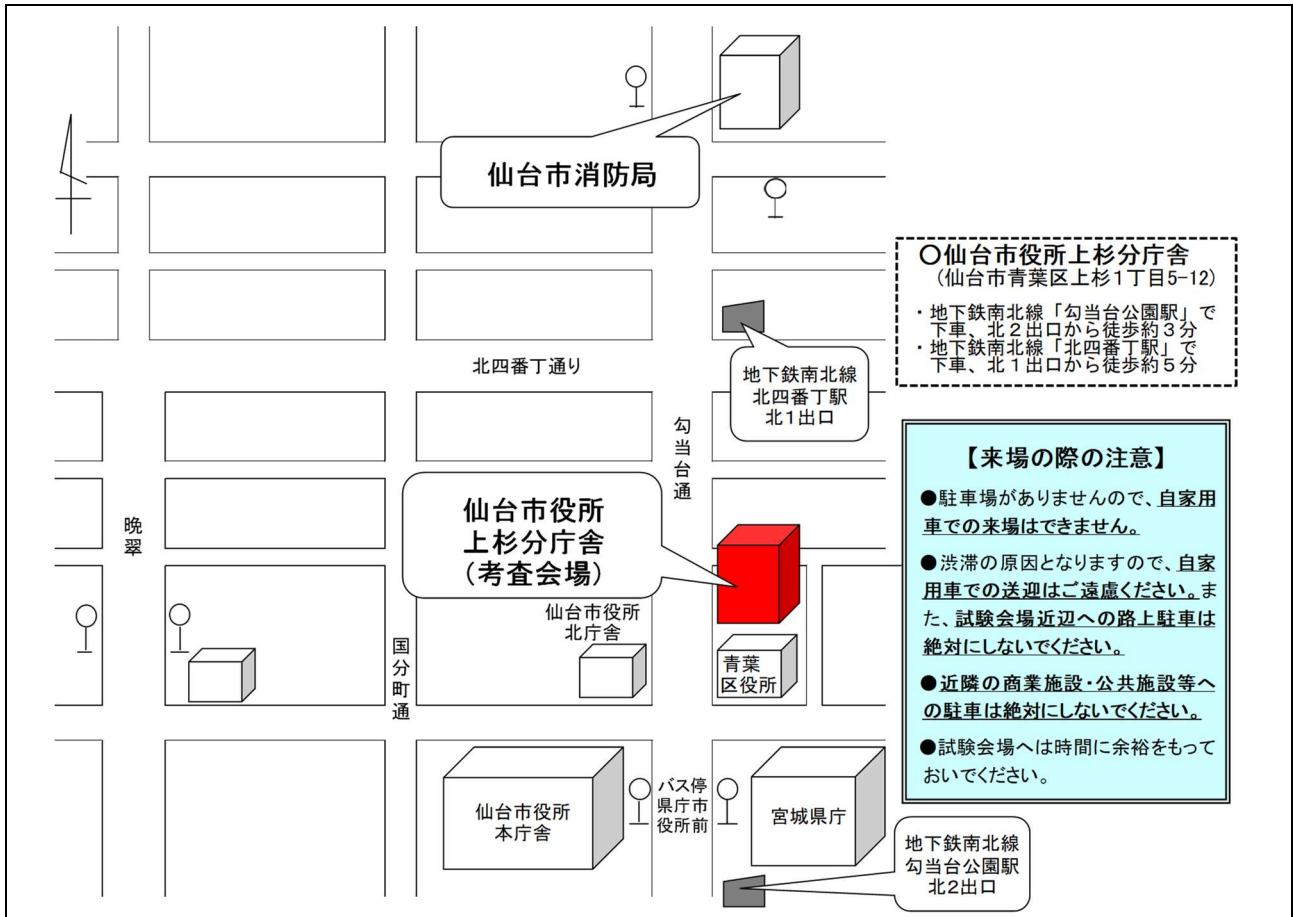 仙台市消防局
〇仙台市役所上杉分庁舎
(仙台市青葉区上杉1丁目5-12)
・地下鉄南北線「勾当台公園駅」で
下車、北2出口から徒歩約3分
・地下鉄南北線「北四番丁駅」で
下車、北1出口から徒歩約5分
北四番丁通り
地下鉄南北線
北四番丁駅
北1出口
勾当台通
仙台市役所
上杉分庁舎
(考査会場)
晩翠
国分町通
仙台市役所
北庁舎
青葉
区役所
【来場の際の注意】
●駐車場がありませんので、自家用
車での来場はできません。
●渋滞の原因となりますので、自家
用車での送迎はご遠慮ください。ま
た、試験会場近辺への路上駐車は
絶対にしないでください。
●近隣の商業施設・公共施設等へ
の駐車は絶対にしないでください。
●試験会場へは時間に余裕をもって
おいでください。
仙台市役所
本庁舎
バス停
県庁市
役所前
宮城県庁
地下鉄南北線
勾当台公園駅
北2出口